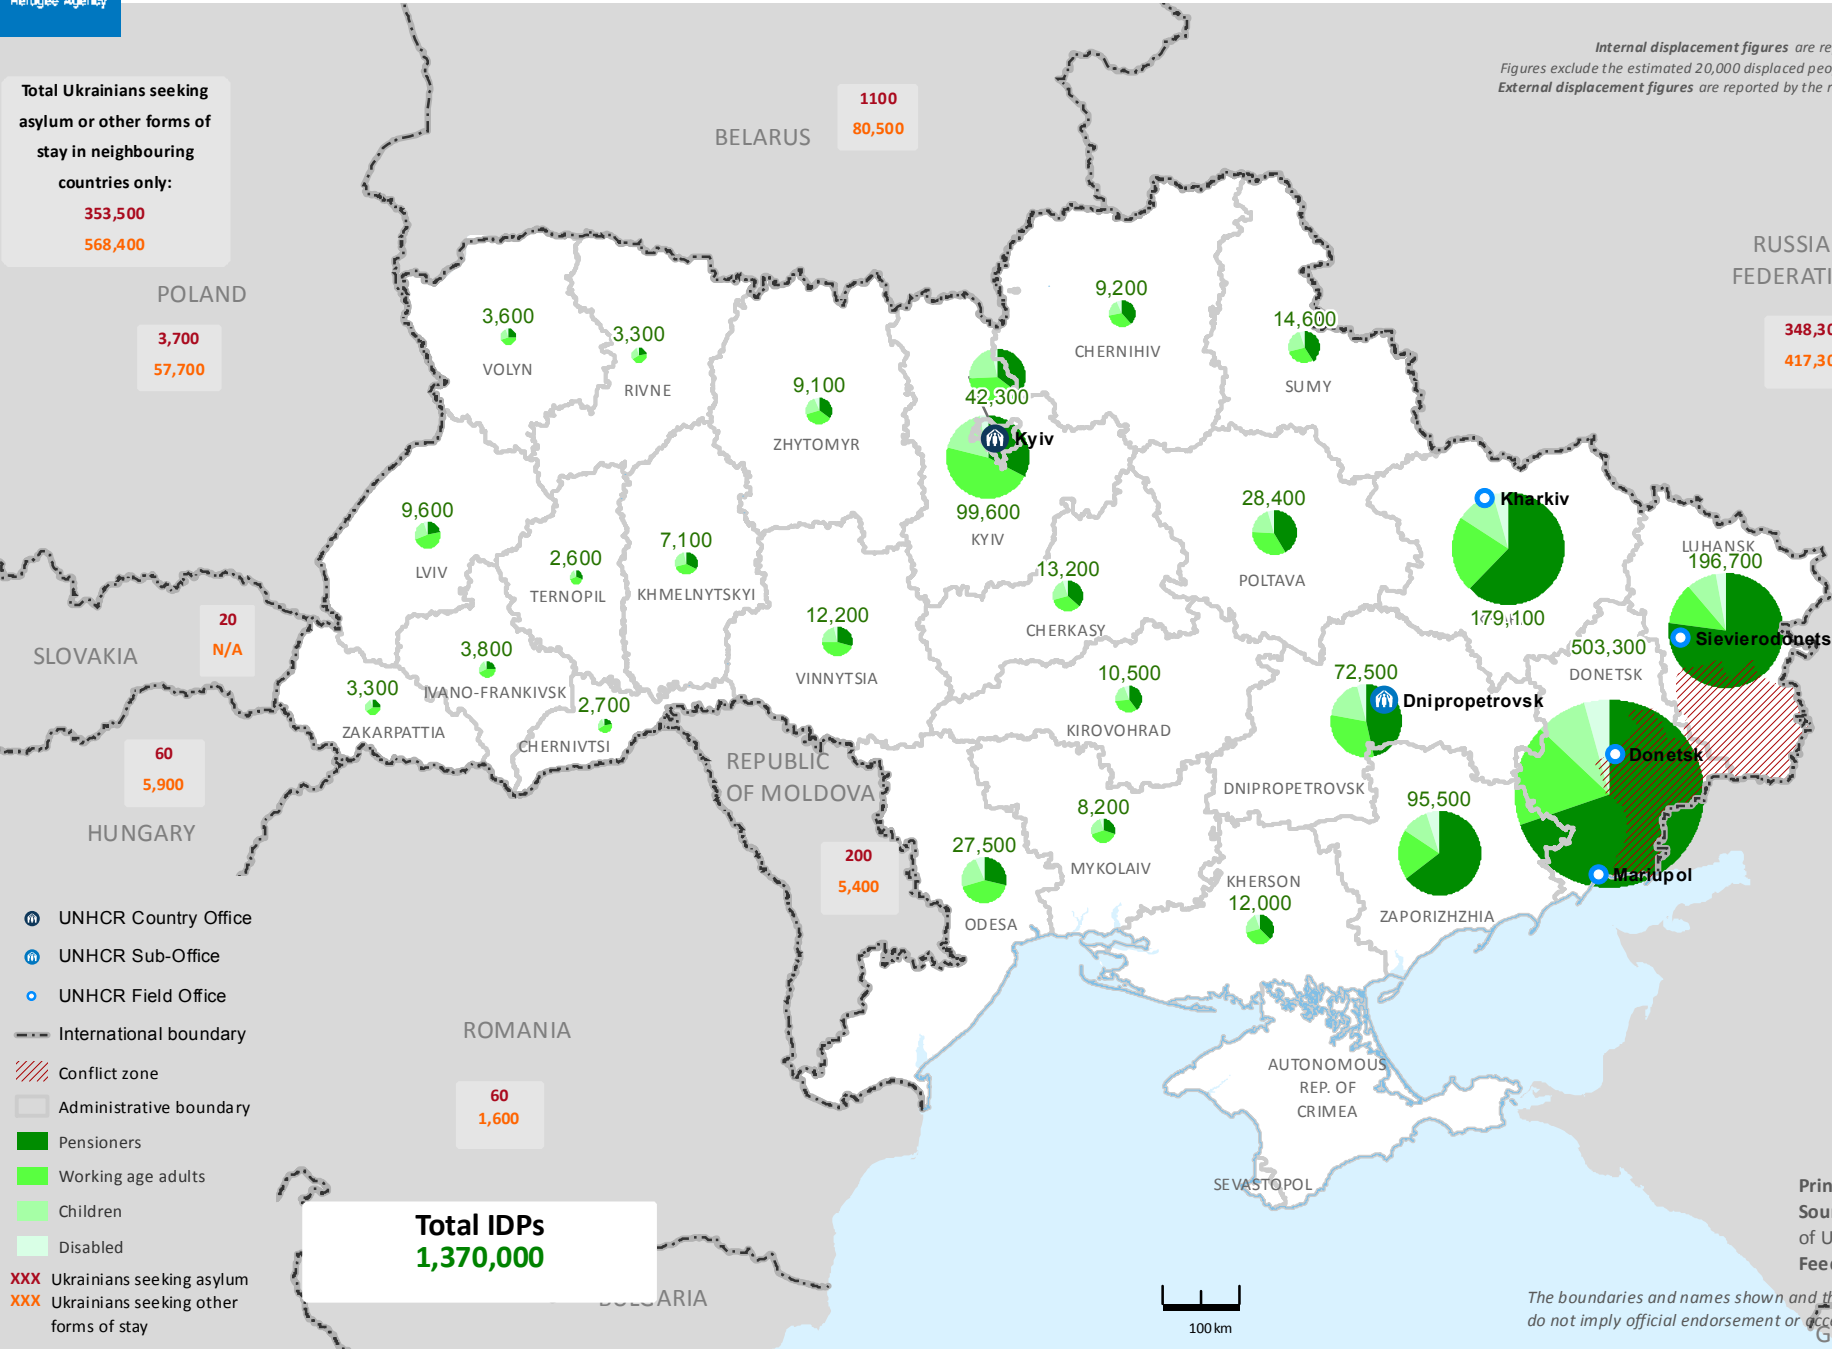 Refugee Agency
Internal displacement figures are re
Figures exclude the estimated 20,000 displaced peo
External displacement figures are reported by the r
Total Ukrainians seeking
asylum or other forms of
stay in neighbouring
countries only:
353,500
568,400
BELARUS
1100
80,500
RUSSIA
FEDERATI
348,30
417,30
POLAND
3,700
57,700
3,600
VOLYN
3,300
RIVNE
9,100
ZHYTOMYR
9,200
CHERNIHIV
14,600
SUMY
42,300
Kyiv
99,600
KYIV
9,600
LVIV
2,600
TERNOPIL
7,100
KHMELNYTSKYI
12,200
VINNYTSIA
13,200
CHERKASY
28,400
POLTAVA
Kharkiv
179,100
LUHANSK
196,700
Sievierodonets
503,300
DONETSK
Donetsk
Mariupol
SLOVAKIA
20
N/A
3,800
IVANO-FRANKIVSK
3,300
ZAKARPATTIA
2,700
CHERNIVTSI
10,500
KIROVOHRAD
72,500
Dnipropetrovsk
DNIPROPETROVSK
60
5,900
HUNGARY
REPUBLIC
OF MOLDOVA
200
5,400
27,500
ODESA
8,200
MYKOLAIV
KHERSON
12,000
95,500
ZAPORIZHZHIA
ROMANIA
60
1,600
AUTONOMOUS
REP. OF
CRIMEA
SEVASTOPOL
UNHCR Country Office
UNHCR Sub-Office
UNHCR Field Office
International boundary
Conflict zone
Administrative boundary
Pensioners
Working age adults
Children
Disabled
XXX Ukrainians seeking asylum
XXX Ukrainians seeking other
forms of stay
Total IDPs
1,370,000
BULGARIA
100 km
Prin
Sou
of U
Feed
The boundaries and names shown and th
do not imply official endorsement or acce
G